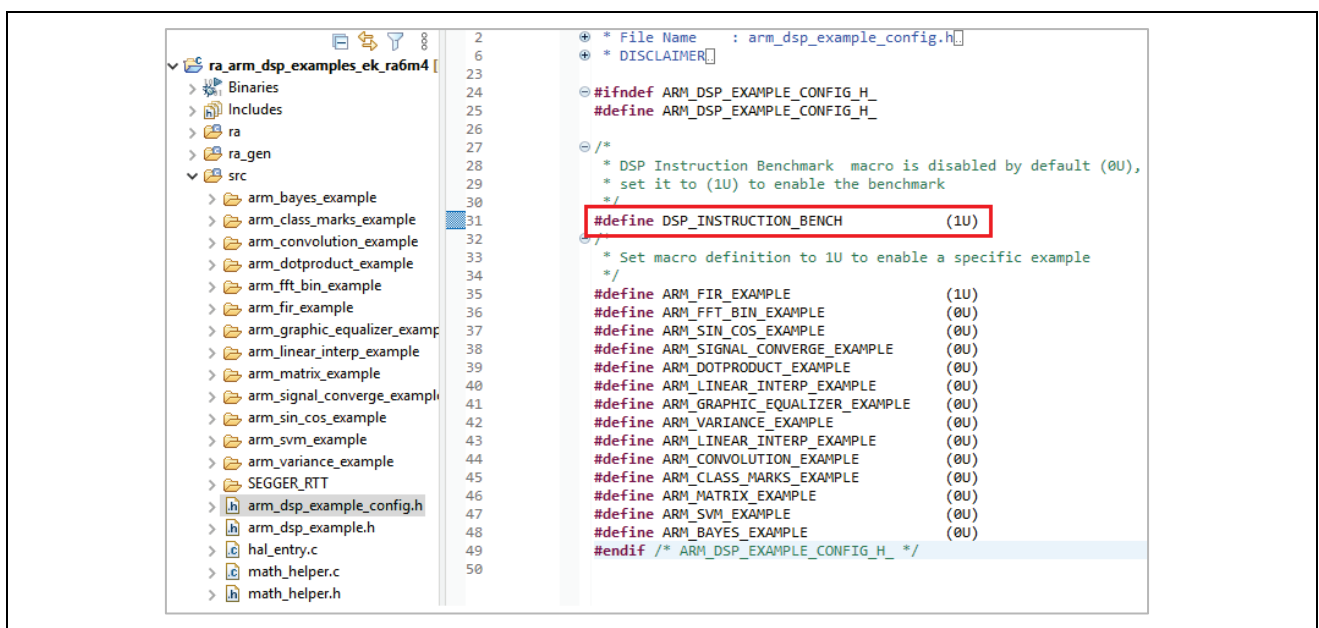 ra_arm_dsp_examples_ek_ra6m4 [
Binaries
Includes
ra
ra_gen
src
arm_bayes_example
arm_class_marks_example
arm_convolution_example
arm_dotproduct_example
arm_fft_bin_example
arm_fir_example
arm_graphic_equalizer_examp
arm_linear_interp_example
arm_matrix_example
arm_signal_converge_example
arm_sin_cos_example
arm_svm_example
arm_variance_example
SEGGER_RTT
arm_dsp_example_config.h
arm_dsp_example.h
hal_entry.c
math_helper.c
math_helper.h
2 * File Name : arm_dsp_example_config.h
6 * DISCLAIMER
23
24 #ifndef ARM_DSP_EXAMPLE_CONFIG_H_
25 #define ARM_DSP_EXAMPLE_CONFIG_H_
26
27 /*
28 * DSP Instruction Benchmark macro is disabled by default (0U),
29 * set it to (1U) to enable the benchmark
30 */
31 #define DSP_INSTRUCTION_BENCH (1U)
32 /*
33 * Set macro definition to 1U to enable a specific example
34 */
35 #define ARM_FIR_EXAMPLE (1U)
36 #define ARM_FFT_BIN_EXAMPLE (0U)
37 #define ARM_SIN_COS_EXAMPLE (0U)
38 #define ARM_SIGNAL_CONVERGE_EXAMPLE (0U)
39 #define ARM_DOTPRODUCT_EXAMPLE (0U)
40 #define ARM_LINEAR_INTERP_EXAMPLE (0U)
41 #define ARM_GRAPHIC_EQUALIZER_EXAMPLE (0U)
42 #define ARM_VARIANCE_EXAMPLE (0U)
43 #define ARM_LINEAR_INTERP_EXAMPLE (0U)
44 #define ARM_CONVOLUTION_EXAMPLE (0U)
45 #define ARM_CLASS_MARKS_EXAMPLE (0U)
46 #define ARM_MATRIX_EXAMPLE (0U)
47 #define ARM_SVM_EXAMPLE (0U)
48 #define ARM_BAYES_EXAMPLE (0U)
49 #endif /* ARM_DSP_EXAMPLE_CONFIG_H_ */
50